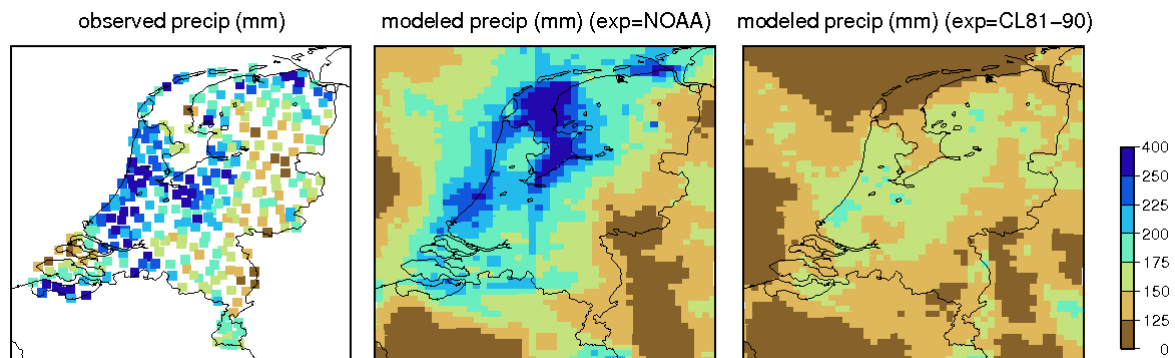 observed precip (mm)
modeled precip (mm) (exp=NOAA)
modeled precip (mm) (exp=CL81-90)
400
225
200
175
150
125
0